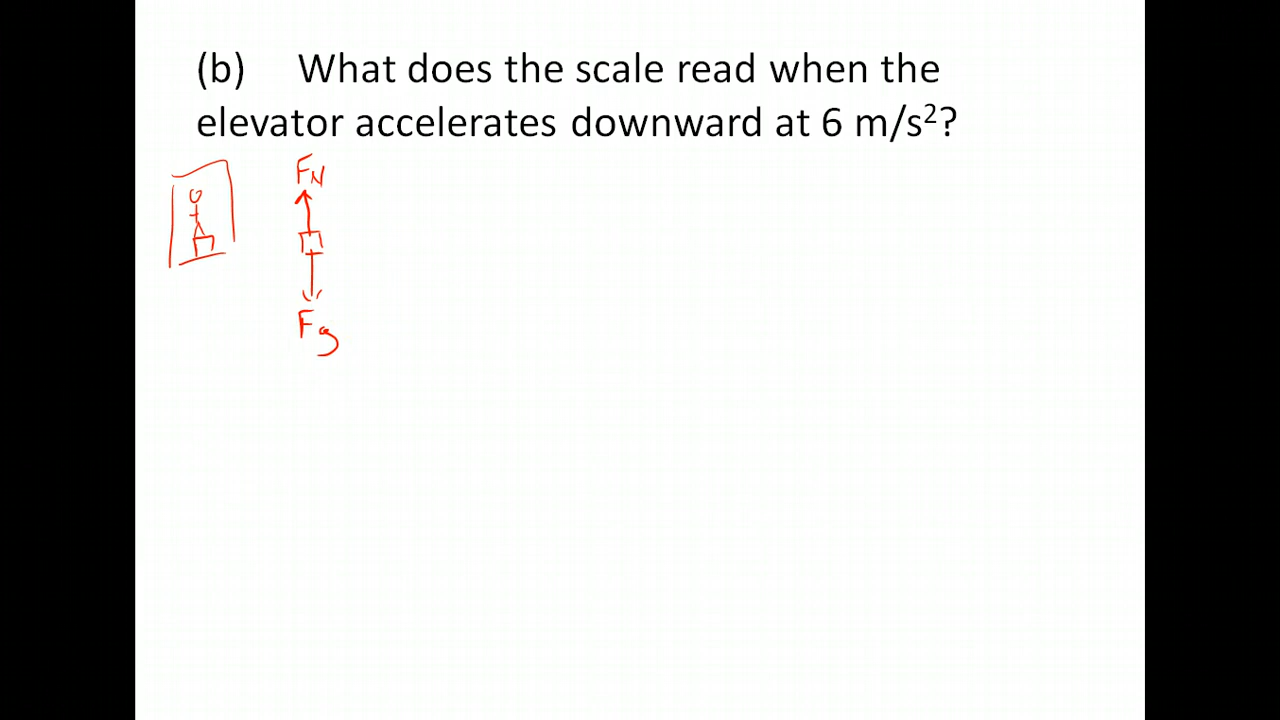 (b) What does the scale read when the
elevator accelerates downward at 6 m/s²?
FN
Fg